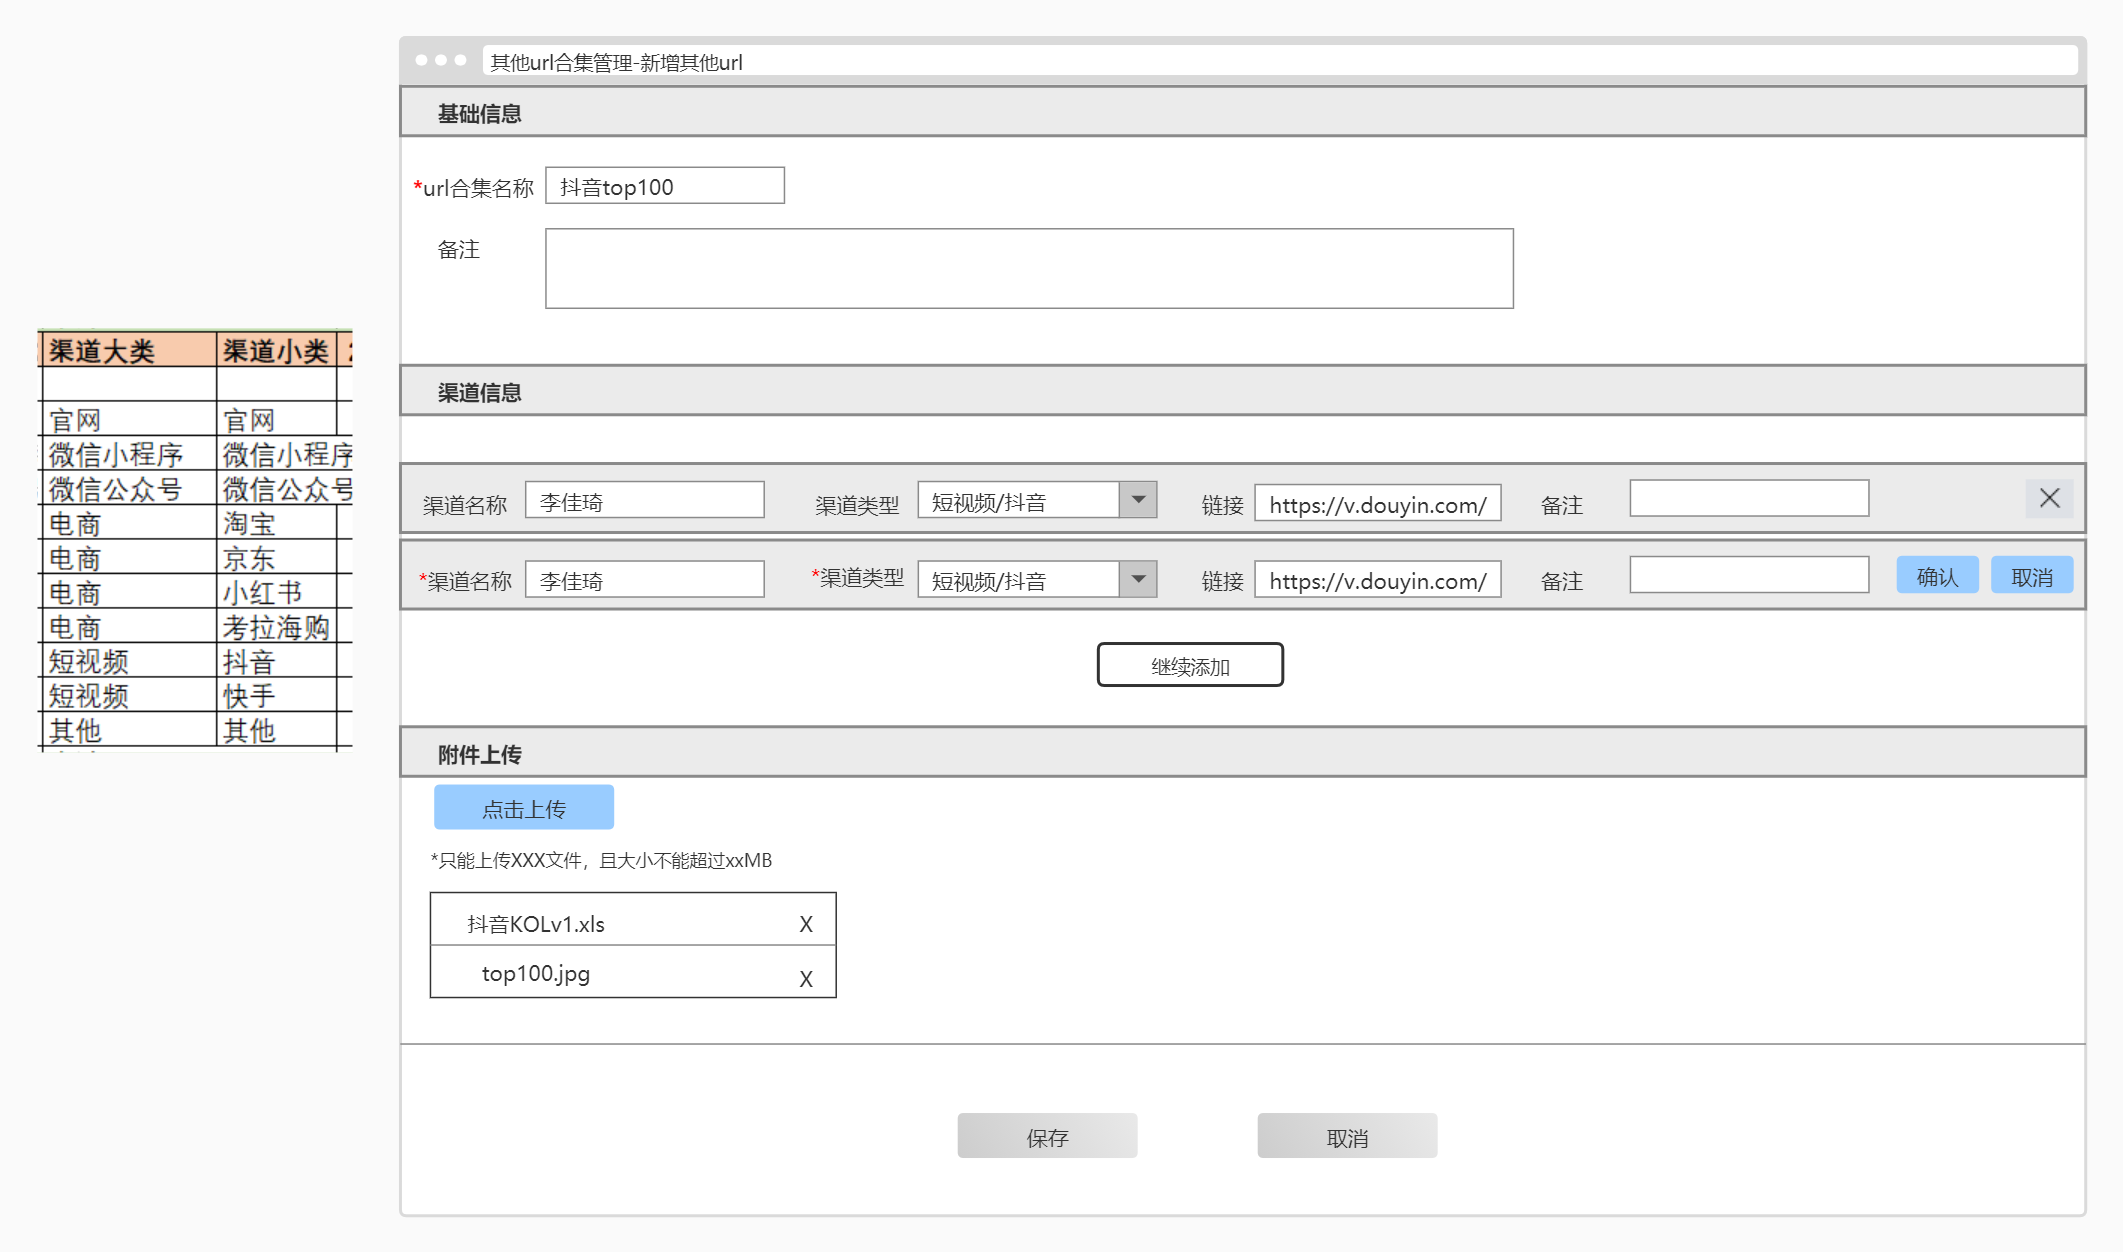 其他url合集管理-新增其他url
基础信息
*url合集名称 抖音top100
备注
渠道大类 渠道小类
官网 官网
微信小程序 微信小程序
微信公众号 微信公众号
电商 淘宝
电商 京东
电商 小红书
电商 考拉海购
短视频 抖音
短视频 快手
其他 其他
渠道信息
渠道名称 李佳琦 渠道类型 短视频/抖音 链接 https://v.douyin.com/ 备注
*渠道名称 李佳琦 *渠道类型 短视频/抖音 链接 https://v.douyin.com/ 备注 确认 取消
继续添加
附件上传
点击上传
*只能上传XXX文件，且大小不能超过xxMB
抖音KOLv1.xls X
top100.jpg X
保存 取消